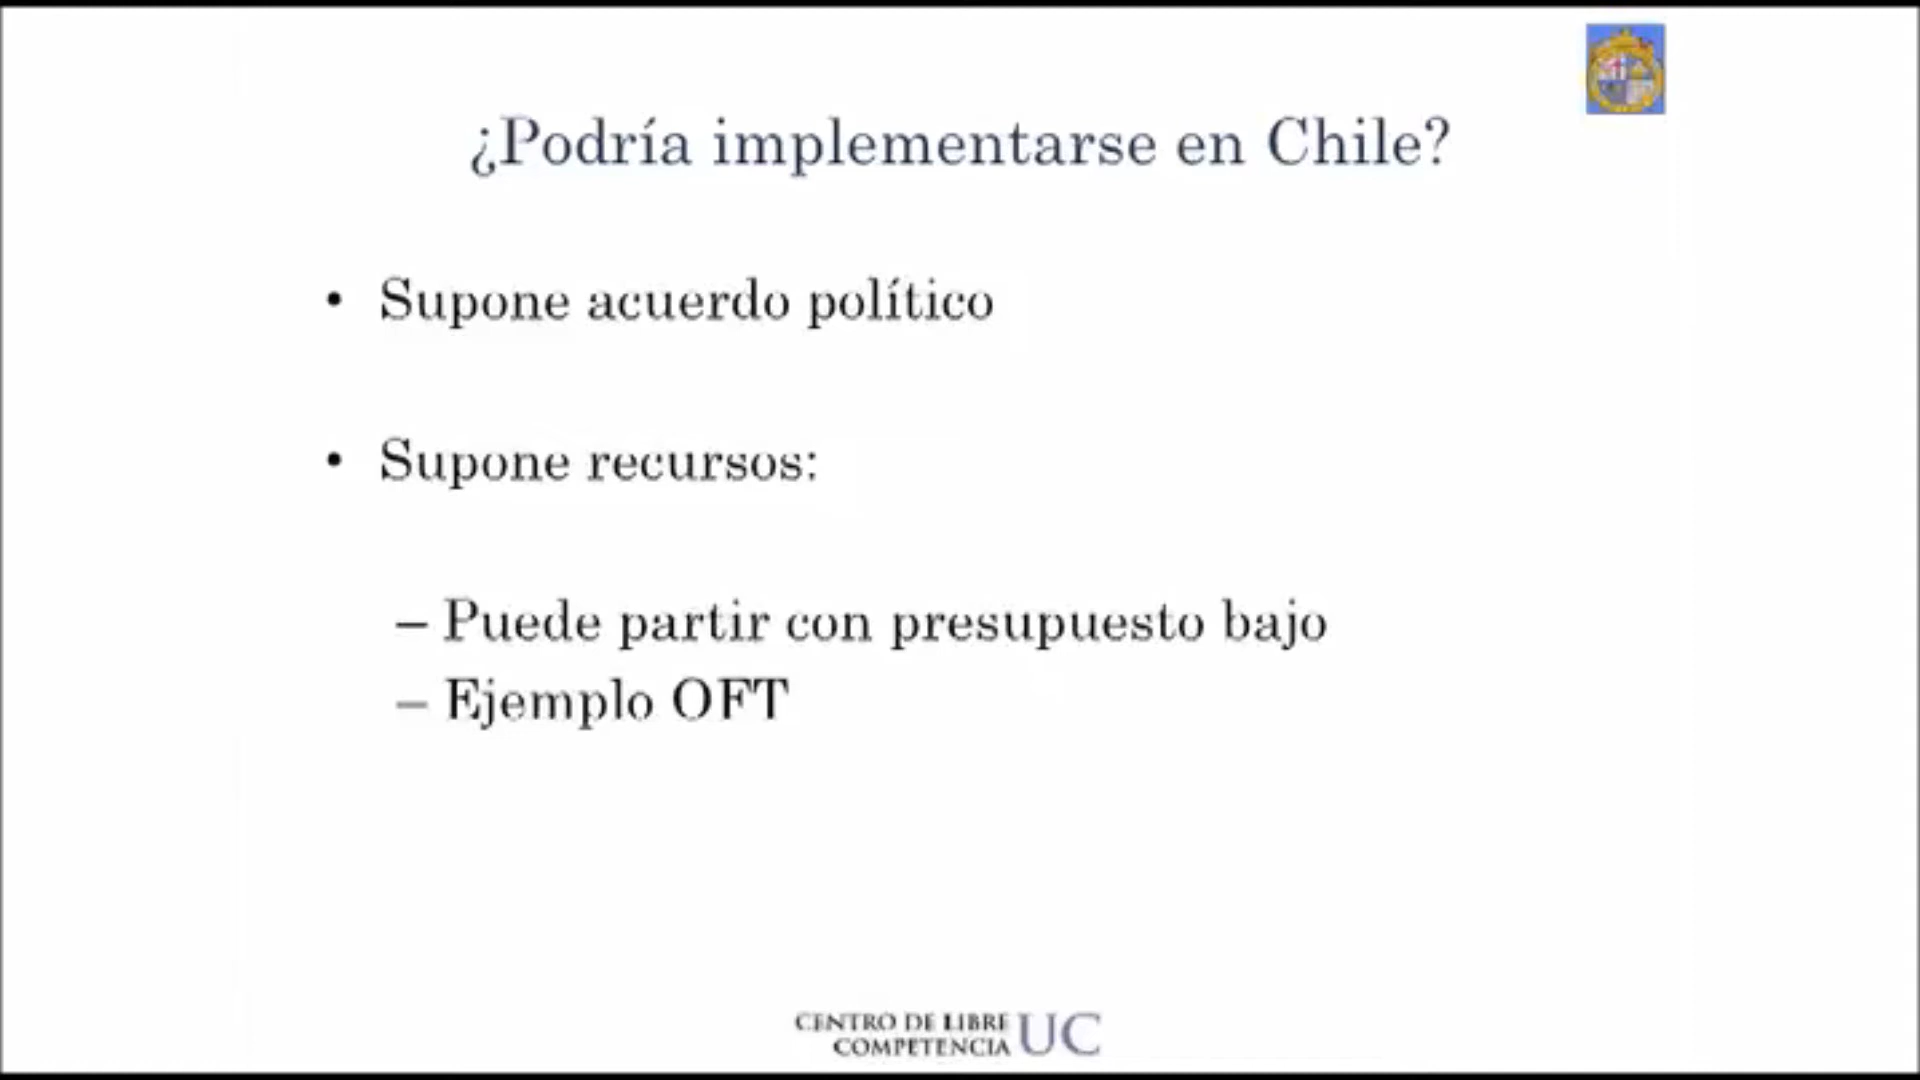 ¿Podría implementarse en Chile?
• Supone acuerdo político
• Supone recursos:
– Puede partir con presupuesto bajo
– Ejemplo OFT
CENTRO DE LIBRE
COMPETENCIA UC